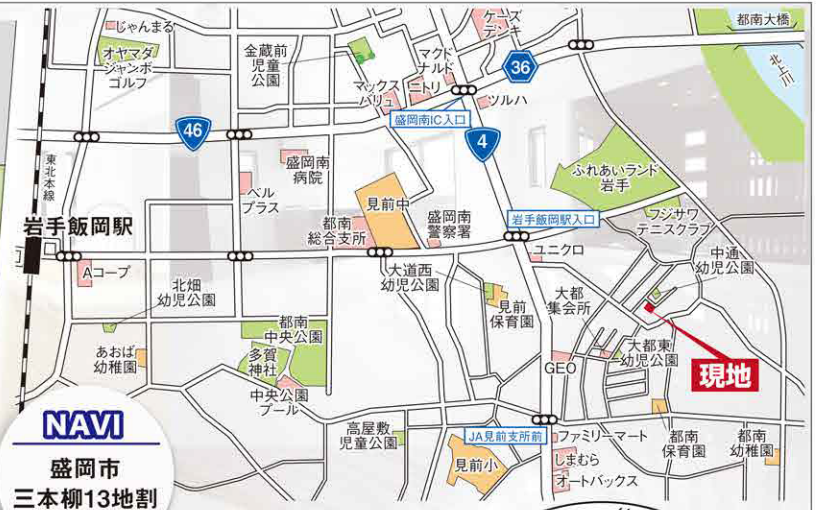 じゃんまる
オヤマダ
ジャンボ
ゴルフ
金蔵前
児童
公園
マックス
バリュ
ニトリ
マクド
ナルド
ケーズ
デンキ
36
ツルハ
都南大橋
北上川
盛岡南IC入口
46
4
東北本線
盛岡南
病院
ベル
プラス
見前中
ふれあいランド
岩手
岩手飯岡駅
都南
総合支所
盛岡南
警察署
岩手飯岡駅入口
フジサワ
テニスクラブ
ユニクロ
中通
幼児公園
Aコープ
北畑
幼児公園
大道西
幼児公園
見前
保育園
大都
集会所
都南
中央公園
多賀
神社
中央公園
プール
あおば
幼稚園
大都東
幼児公園
GEO
現地
高屋敷
児童公園
JA見前支所前
ファミリーマート
都南
保育園
都南
幼稚園
見前小
しまむら
オートバックス
NAVI
盛岡市
三本柳13地割